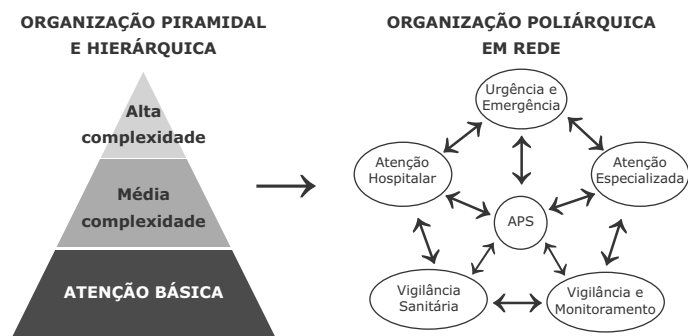 ORGANIZAÇÃO PIRAMIDAL
E HIERÁRQUICA
Alta
complexidade
Média
complexidade
ATENÇÃO BÁSICA
ORGANIZAÇÃO POLIÁRQUICA
EM REDE
Urgência e
Emergência
Atenção
Hospitalar
Atenção
Especializada
APS
Vigilância
Sanitária
Vigilância e
Monitoramento